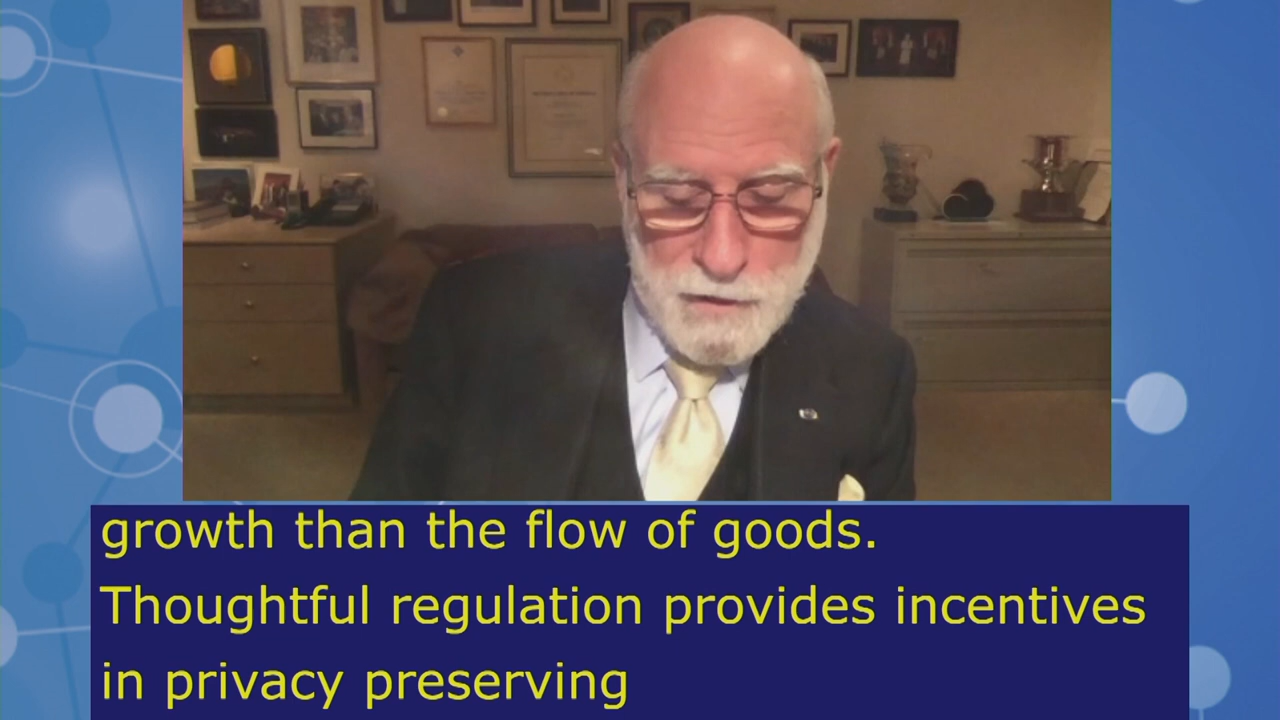 growth than the flow of goods.
Thoughtful regulation provides incentives
in privacy preserving